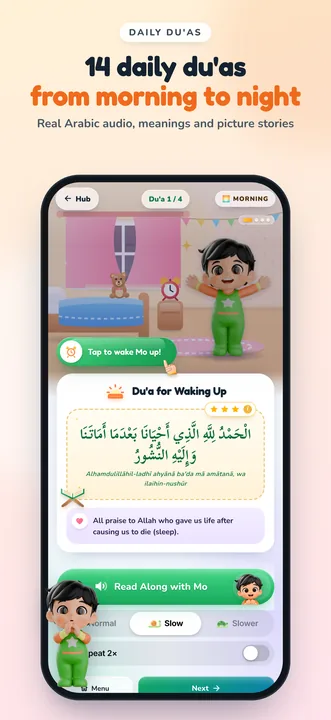 DAILY DU'AS
14 daily du'as
from morning to night
Real Arabic audio, meanings and picture stories
← Hub
Du'a 1 / 4
MORNING
Tap to wake Mo up!
Du'a for Waking Up
الْحَمْدُ لِلَّهِ الَّذِي أَحْيَانَا بَعْدَمَا أَمَاتَنَا
وَإِلَيْهِ النُّشُورُ
Alhamdulillāhil-ladhī aḥyānā ba'da mā amātanā, wa
ilaihin-nushūr
All praise to Allah who gave us life after
causing us to die (sleep).
Read Along with Mo
Normal
Slow
Slower
peat 2×
Menu
Next →